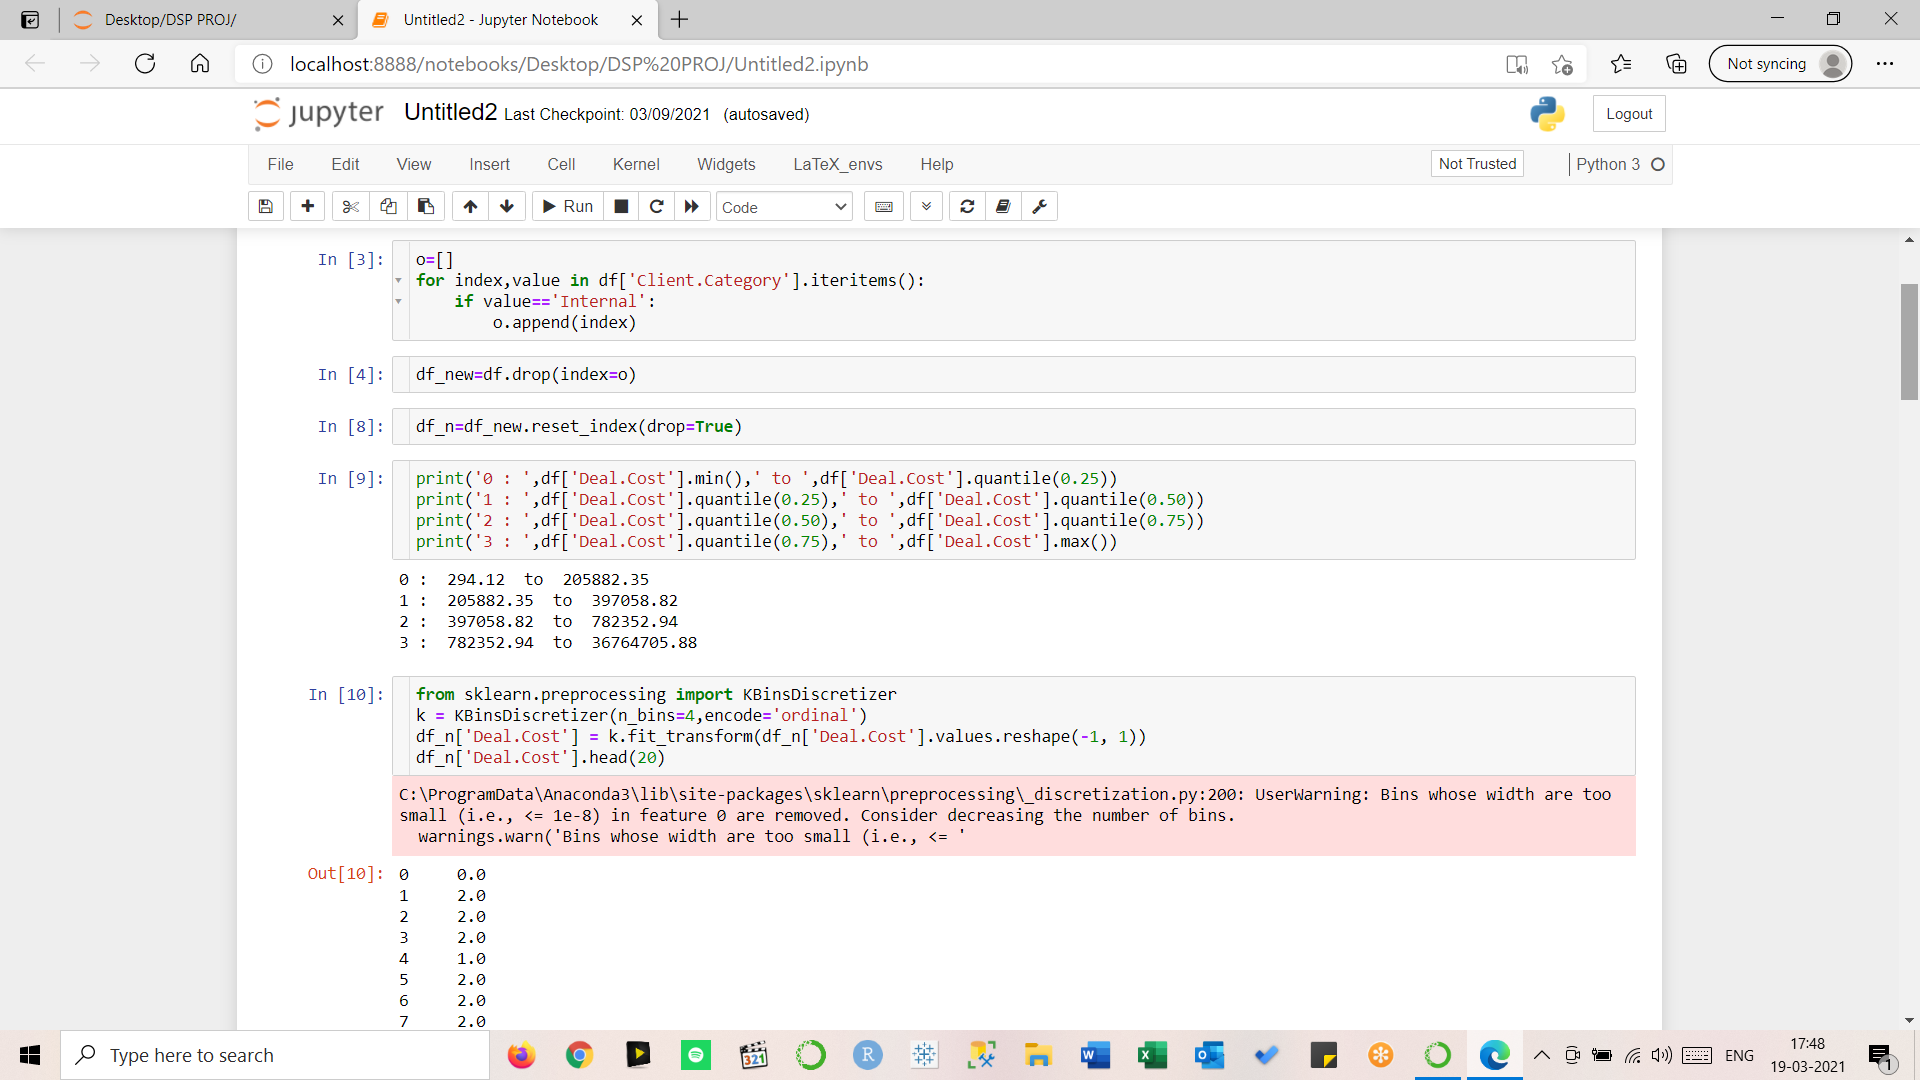 Desktop/DSP PROJ/
Untitled2 - Jupyter Notebook
localhost:8888/notebooks/Desktop/DSP%20PROJ/Untitled2.ipynb
Not syncing
jupyter Untitled2 Last Checkpoint: 03/09/2021 (autosaved)
Logout
File Edit View Insert Cell Kernel Widgets LaTeX_envs Help
Not Trusted
Python 3
Run
Code
In [3]:
o=[]
for index,value in df['Client.Category'].iteritems():
    if value=='Internal':
        o.append(index)
In [4]:
df_new=df.drop(index=o)
In [8]:
df_n=df_new.reset_index(drop=True)
In [9]:
print('0 : ',df['Deal.Cost'].min(),' to ',df['Deal.Cost'].quantile(0.25))
print('1 : ',df['Deal.Cost'].quantile(0.25),' to ',df['Deal.Cost'].quantile(0.50))
print('2 : ',df['Deal.Cost'].quantile(0.50),' to ',df['Deal.Cost'].quantile(0.75))
print('3 : ',df['Deal.Cost'].quantile(0.75),' to ',df['Deal.Cost'].max())
0 :  294.12  to  205882.35
1 :  205882.35  to  397058.82
2 :  397058.82  to  782352.94
3 :  782352.94  to  36764705.88
In [10]:
from sklearn.preprocessing import KBinsDiscretizer
k = KBinsDiscretizer(n_bins=4,encode='ordinal')
df_n['Deal.Cost'] = k.fit_transform(df_n['Deal.Cost'].values.reshape(-1, 1))
df_n['Deal.Cost'].head(20)
C:\ProgramData\Anaconda3\lib\site-packages\sklearn\preprocessing\_discretization.py:200: UserWarning: Bins whose width are too
small (i.e., <= 1e-8) in feature 0 are removed. Consider decreasing the number of bins.
  warnings.warn('Bins whose width are too small (i.e., <= '
Out[10]:
0     0.0
1     2.0
2     2.0
3     2.0
4     1.0
5     2.0
6     2.0
7     2.0
Type here to search
321
R
ENG
17:48
19-03-2021
1